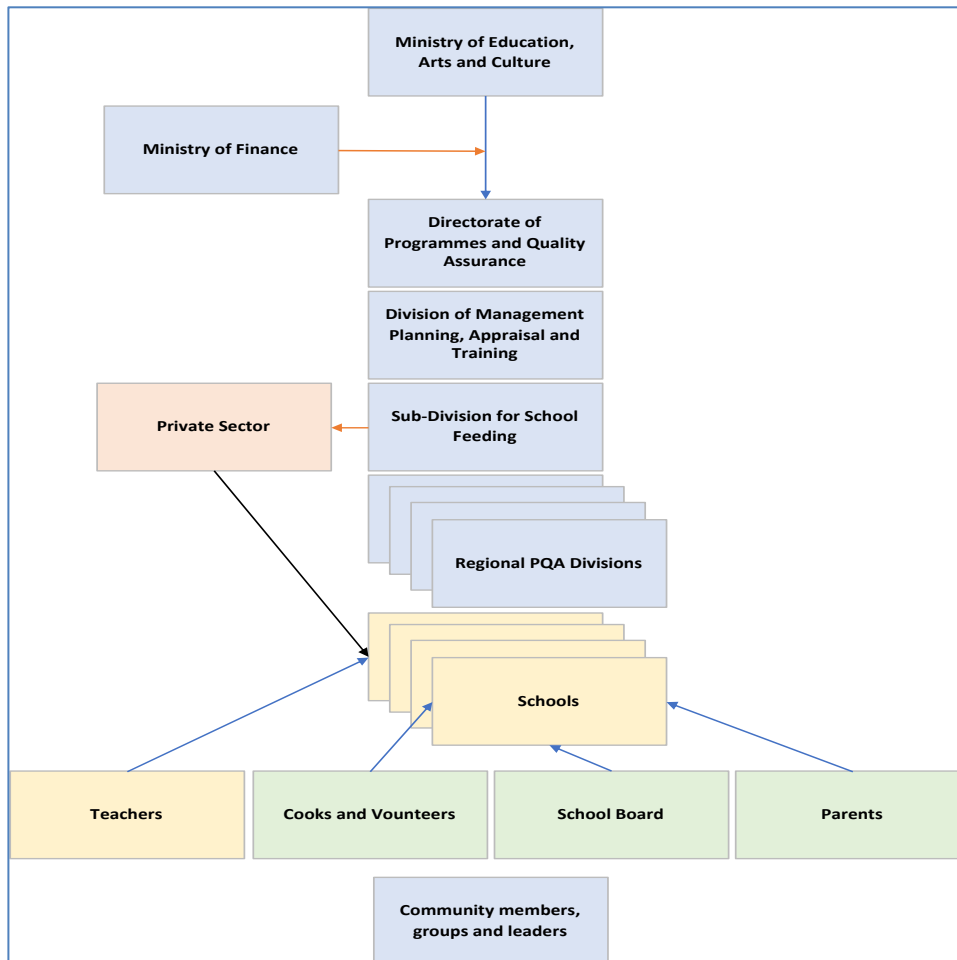 Ministry of Education,
Arts and Culture
Ministry of Finance
Directorate of
Programmes and Quality
Assurance
Division of Management
Planning, Appraisal and
Training
Private Sector
Sub-Division for School
Feeding
Regional PQA Divisions
Schools
Teachers
Cooks and Vounteers
School Board
Parents
Community members,
groups and leaders